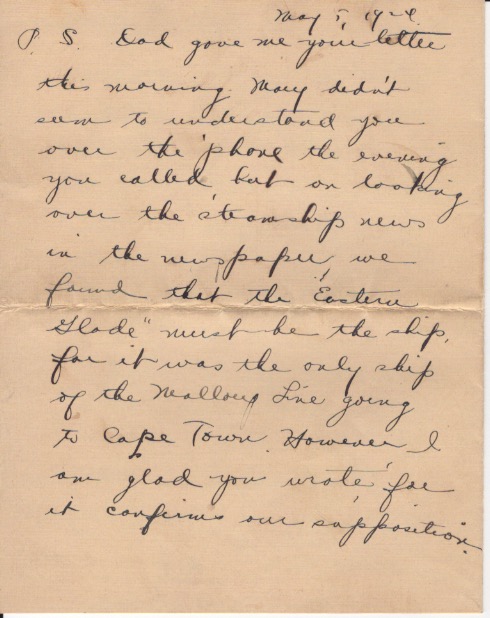 May 5, 1924.
P. S. Dad gave me your letter
this morning. Mary didn't
seem to understand you
over the 'phone the evening
you called but on looking
over the steamship news
in the newspaper, we
found that the "Eastern
Glade" must be the ship,
for it was the only ship
of the Mallory Line going
to Cape Town. However I
am glad you wrote for
it confirms our supposition.